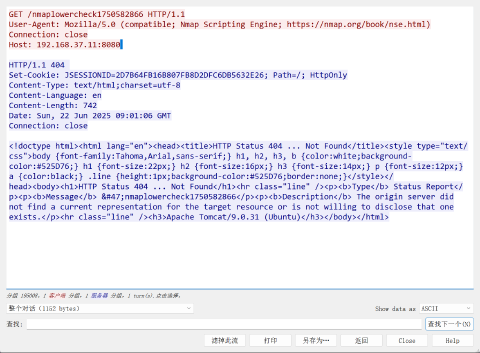 GET /nmaplowercheck1750582866 HTTP/1.1
User-Agent: Mozilla/5.0 (compatible; Nmap Scripting Engine; https://nmap.org/book/nse.html)
Connection: close
Host: 192.168.37.11:8080
HTTP/1.1 404
Set-Cookie: JSESSIONID=2D7B64FB16B807FB8D2DFC6DB5632E26; Path=/; HttpOnly
Content-Type: text/html;charset=utf-8
Content-Language: en
Content-Length: 742
Date: Sun, 22 Jun 2025 09:01:06 GMT
Connection: close
<!doctype html><html lang="en"><head><title>HTTP Status 404 ... Not Found</title><style type="text/
css">body {font-family:Tahoma,Arial,sans-serif;} h1, h2, h3, b {color:white;background-
color:#525D76;} h1 {font-size:22px;} h2 {font-size:16px;} h3 {font-size:14px;} p {font-size:12px;}
a {color:black;} .line {height:1px;background-color:#525D76;border:none;}</style></
head><body><h1>HTTP Status 404 ... Not Found</h1><hr class="line" /><p><b>Type</b> Status Report</
p><p><b>Message</b> &#47;nmaplowercheck1750582866</p><p><b>Description</b> The origin server did
not find a current representation for the target resource or is not willing to disclose that one
exists.</p><hr class="line" /><h3>Apache Tomcat/9.0.31 (Ubuntu)</h3></body></html>
分组 19500。1 客户端 分组，1 服务器 分组，1 turn(s).点击选择。
整个对话 (1152 bytes) Show data as ASCII
查找: 查找下一个(N)
滤掉此流 打印 另存为… 返回 Close Help